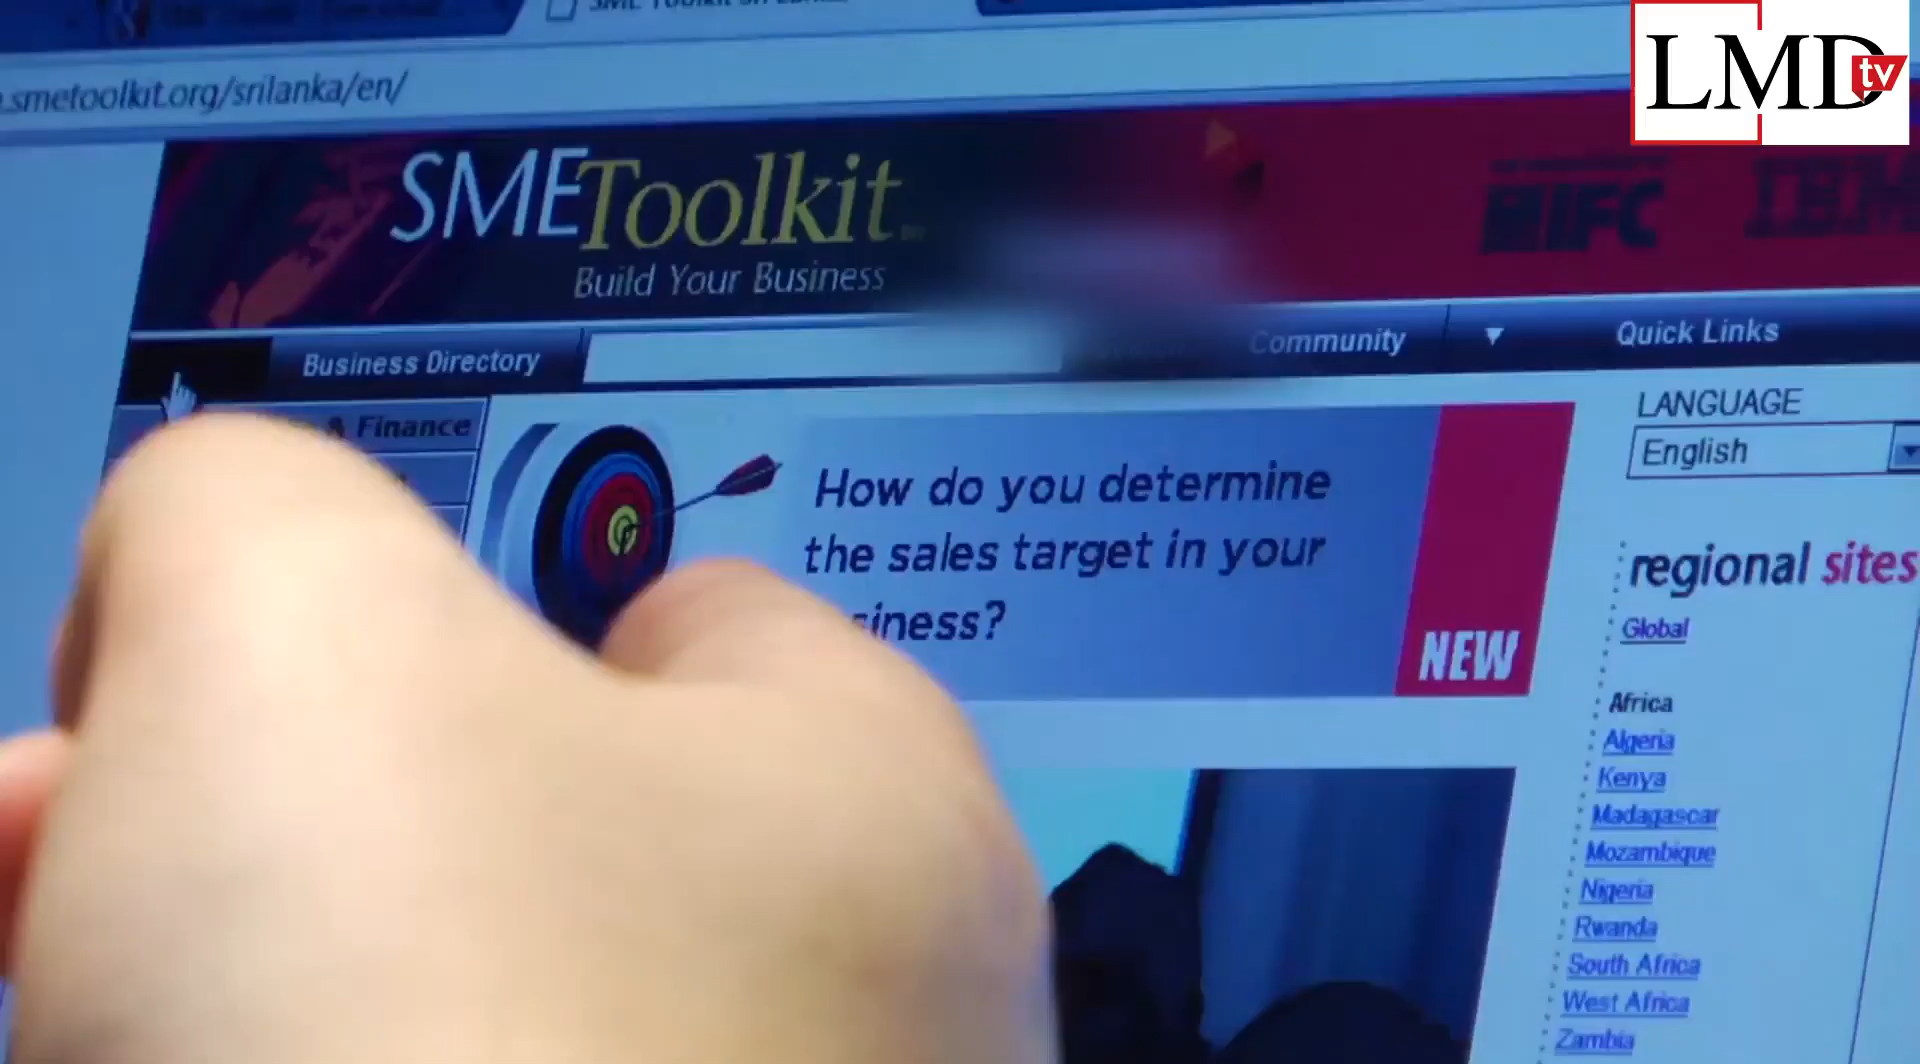 LMD tv
.smetoolkit.org/srilanka/en/
SMEToolkit
Build Your Business
IFC
IBM
Business Directory
Community
Quick Links
& Finance
LANGUAGE
English
How do you determine
the sales target in your
siness?
NEW
regional sites
Global
Africa
Algeria
Kenya
Madagascar
Mozambique
Nigeria
Rwanda
South Africa
West Africa
Zambia